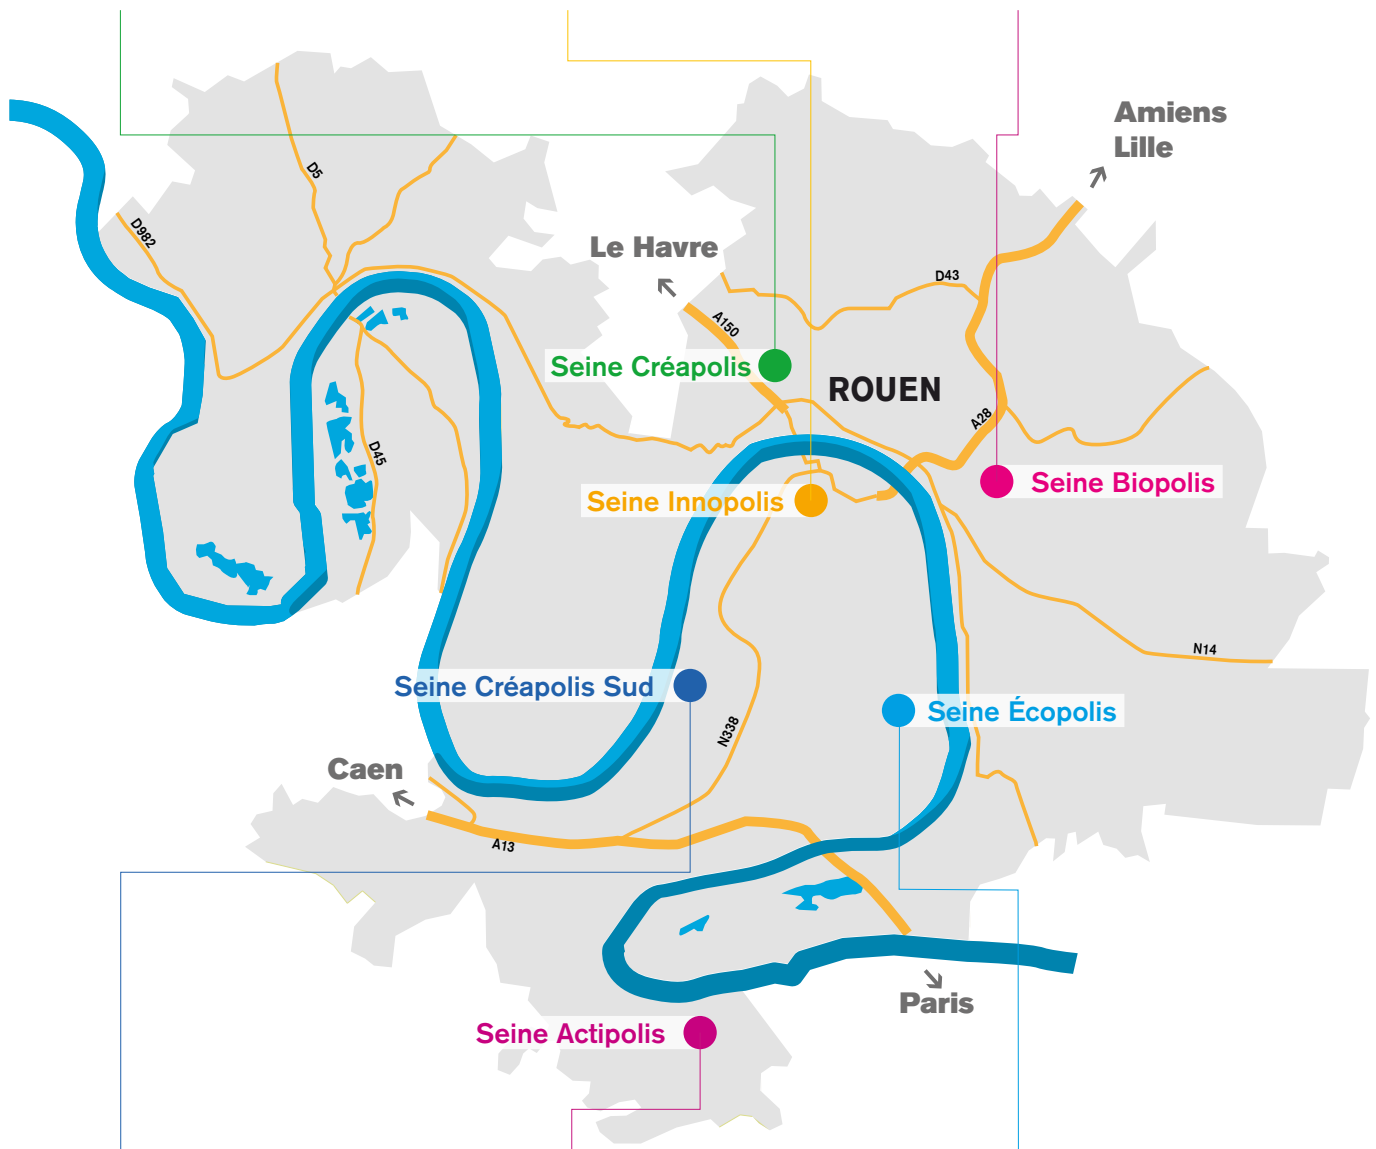 Amiens
Lille
D5
D982
Le Havre
D43
A150
Seine Créapolis
ROUEN
A28
D45
Seine Biopolis
Seine Innopolis
N14
Seine Créapolis Sud
Seine Écopolis
N338
Caen
A13
Paris
Seine Actipolis